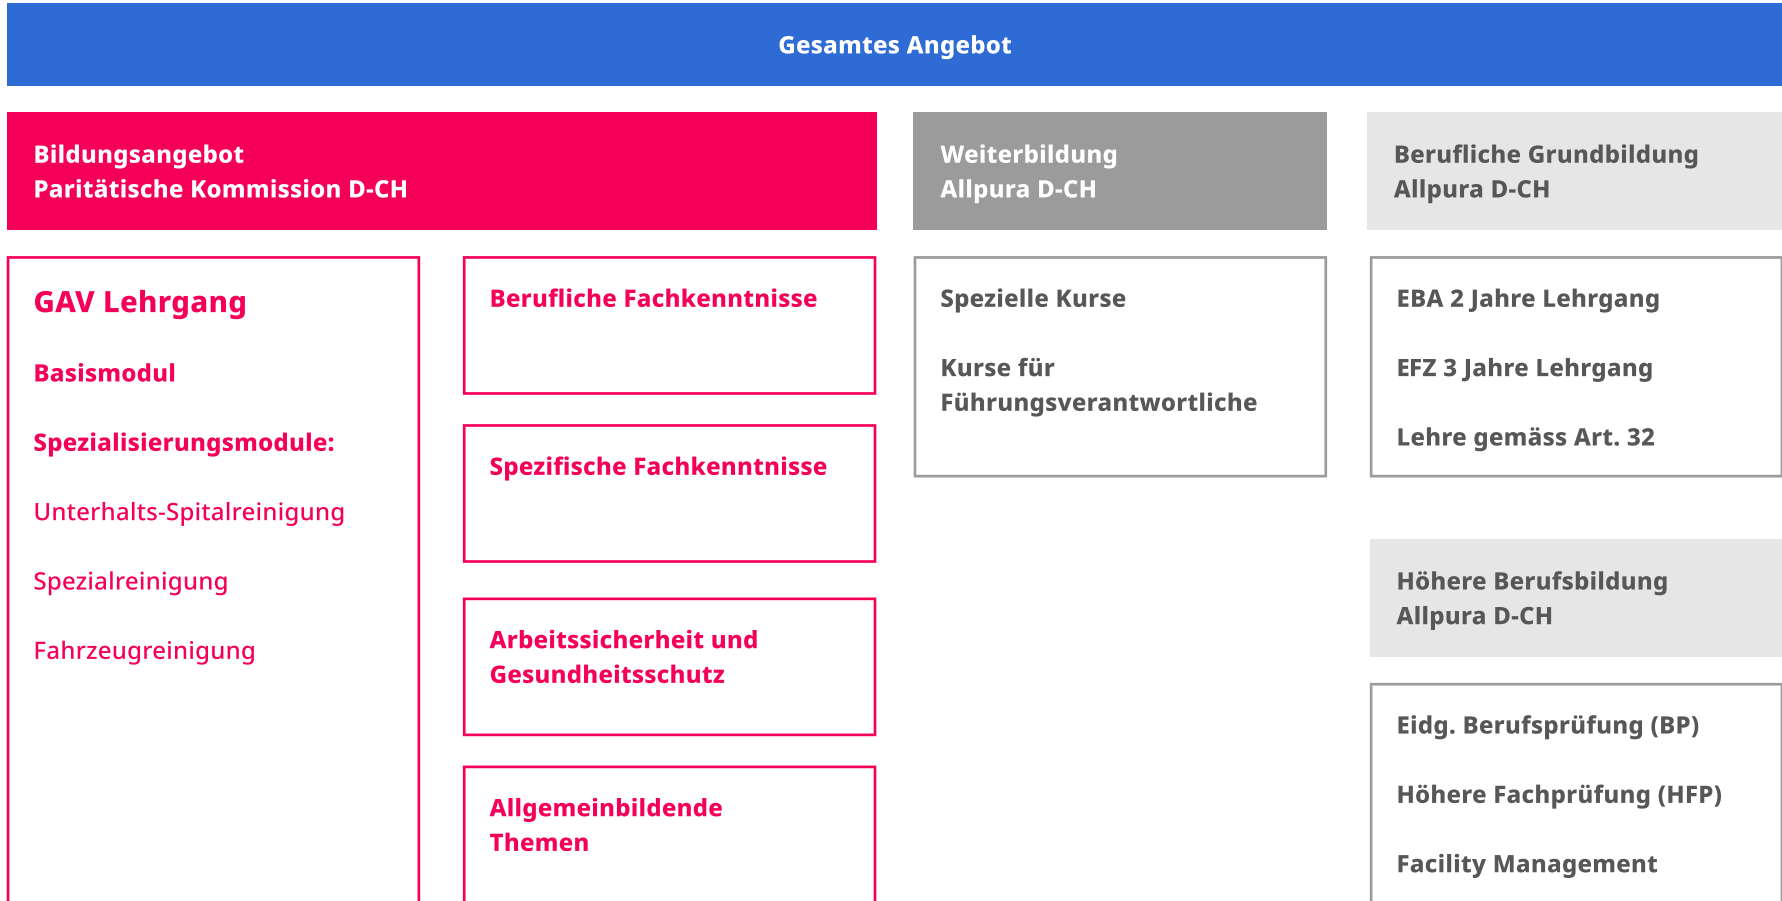 Gesamtes Angebot
Bildungsangebot
Paritätische Kommission D-CH
GAV Lehrgang
Basismodul
Spezialisierungsmodule:
Unterhalts-Spitalreinigung
Spezialreinigung
Fahrzeugreinigung
Berufliche Fachkenntnisse
Spezifische Fachkenntnisse
Arbeitssicherheit und
Gesundheitsschutz
Allgemeinbildende
Themen
Weiterbildung
Allpura D-CH
Spezielle Kurse
Kurse für
Führungsverantwortliche
Berufliche Grundbildung
Allpura D-CH
EBA 2 Jahre Lehrgang
EFZ 3 Jahre Lehrgang
Lehre gemäss Art. 32
Höhere Berufsbildung
Allpura D-CH
Eidg. Berufsprüfung (BP)
Höhere Fachprüfung (HFP)
Facility Management